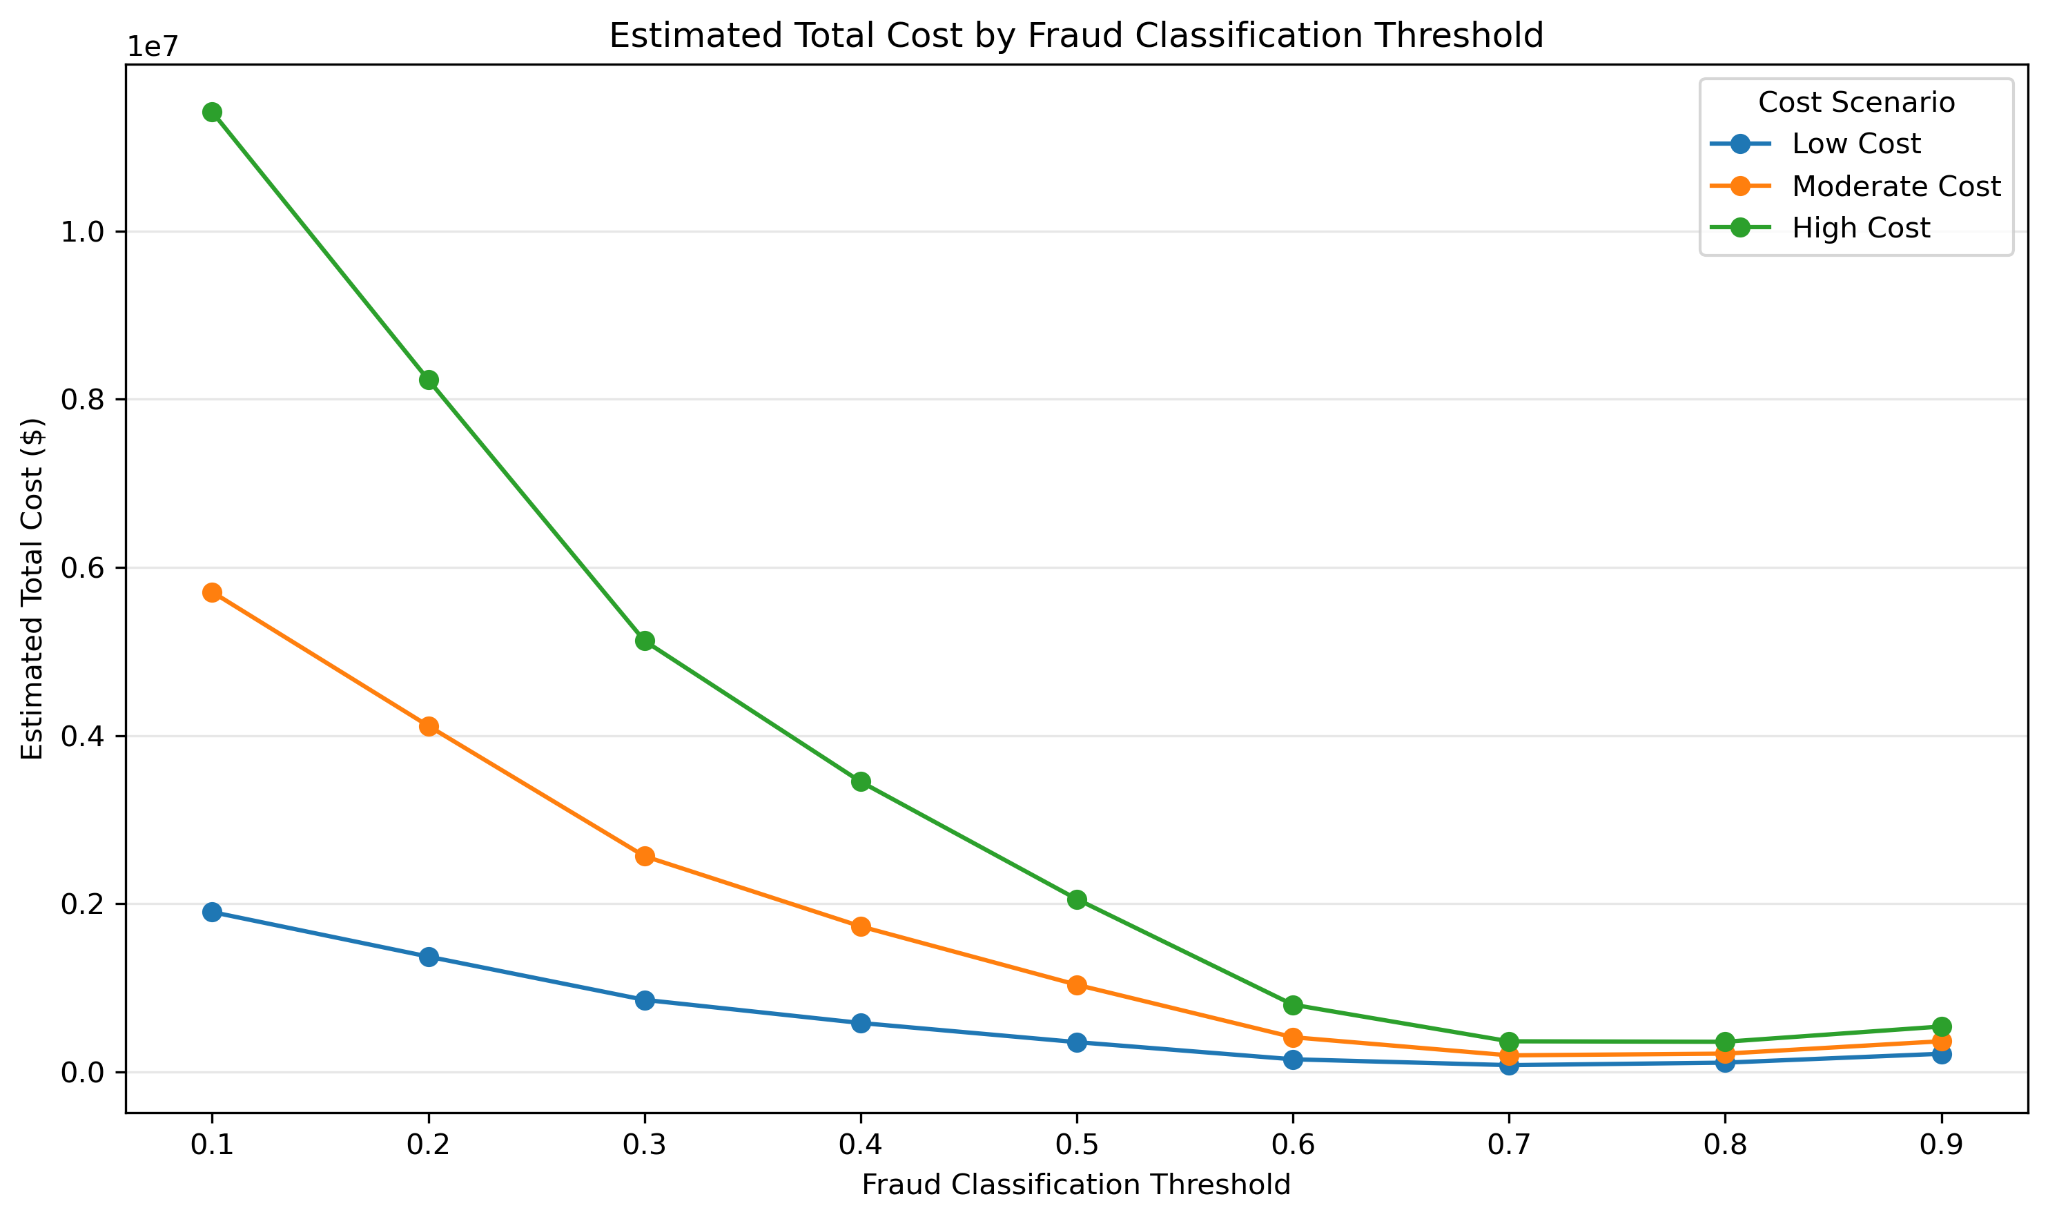 Estimated Total Cost by Fraud Classification Threshold
1e7
Cost Scenario
Low Cost
Moderate Cost
High Cost
1.0
0.8
0.6
0.4
0.2
0.0
Estimated Total Cost ($)
0.1 0.2 0.3 0.4 0.5 0.6 0.7 0.8 0.9
Fraud Classification Threshold